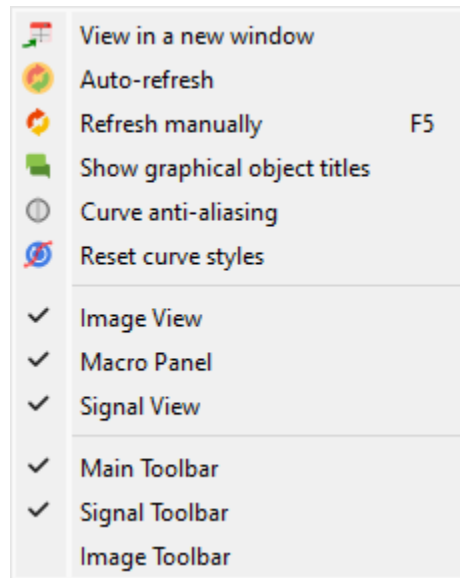 View in a new window
Auto-refresh
Refresh manually F5
Show graphical object titles
Curve anti-aliasing
Reset curve styles
Image View
Macro Panel
Signal View
Main Toolbar
Signal Toolbar
Image Toolbar